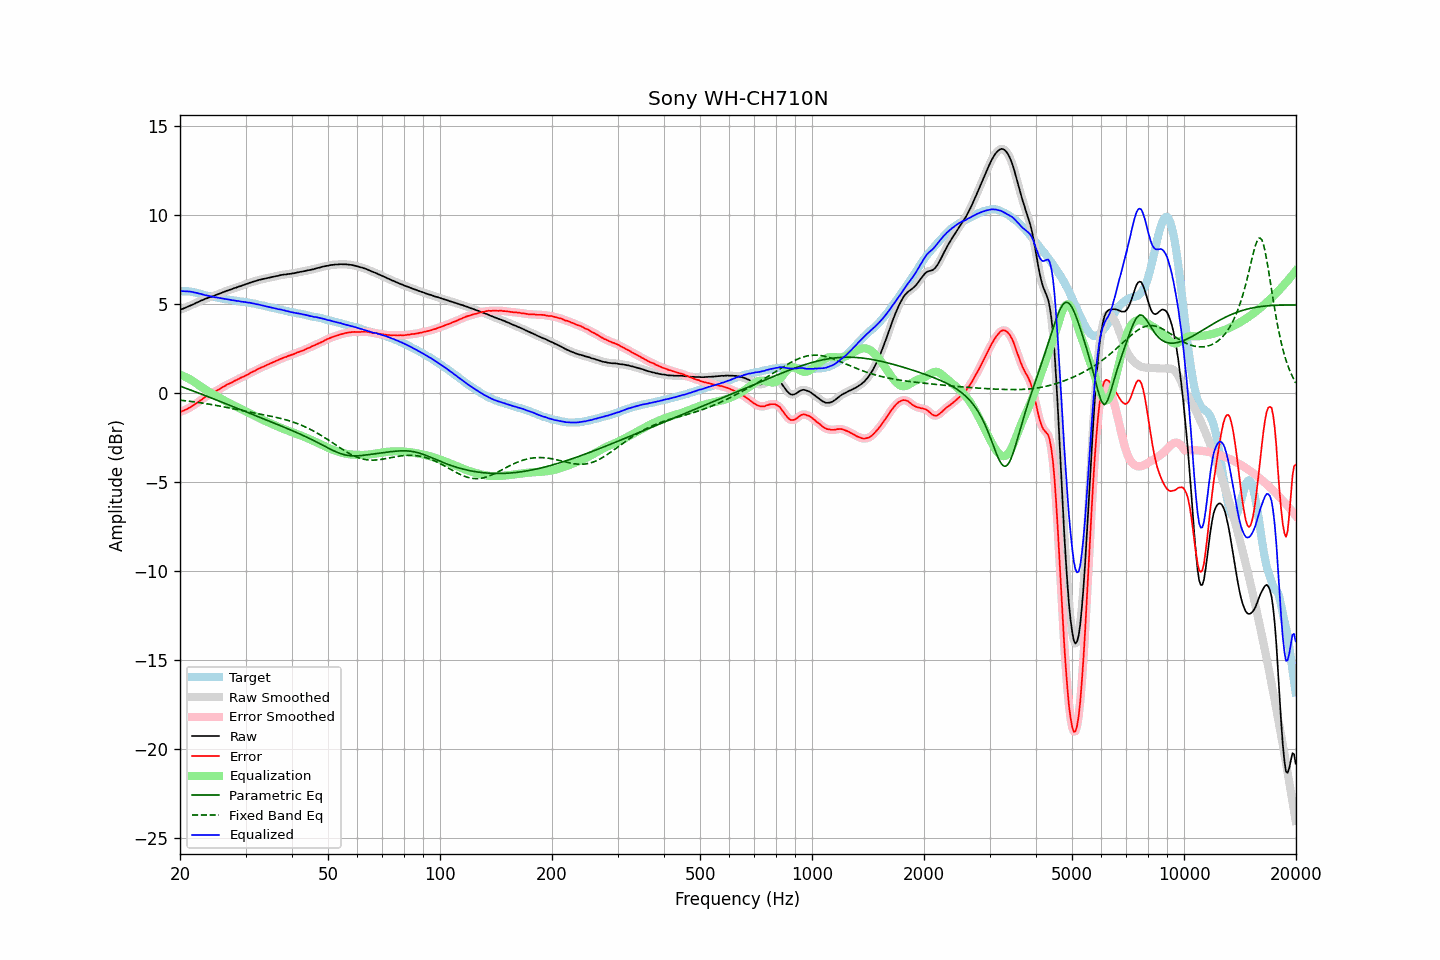 Sony WH-CH710N
Amplitude (dBr)
15
10
5
0
−5
−10
−15
−20
−25
Target
Raw Smoothed
Error Smoothed
Raw
Error
Equalization
Parametric Eq
Fixed Band Eq
Equalized
20 50 100 200 500 1000 2000 5000 10000 20000
Frequency (Hz)